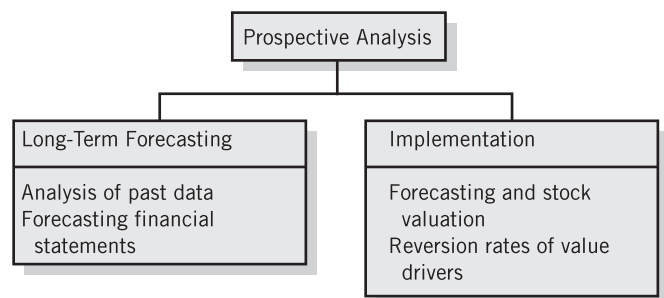 Prospective Analysis
Long-Term Forecasting
Analysis of past data
Forecasting financial
statements
Implementation
Forecasting and stock
valuation
Reversion rates of value
drivers